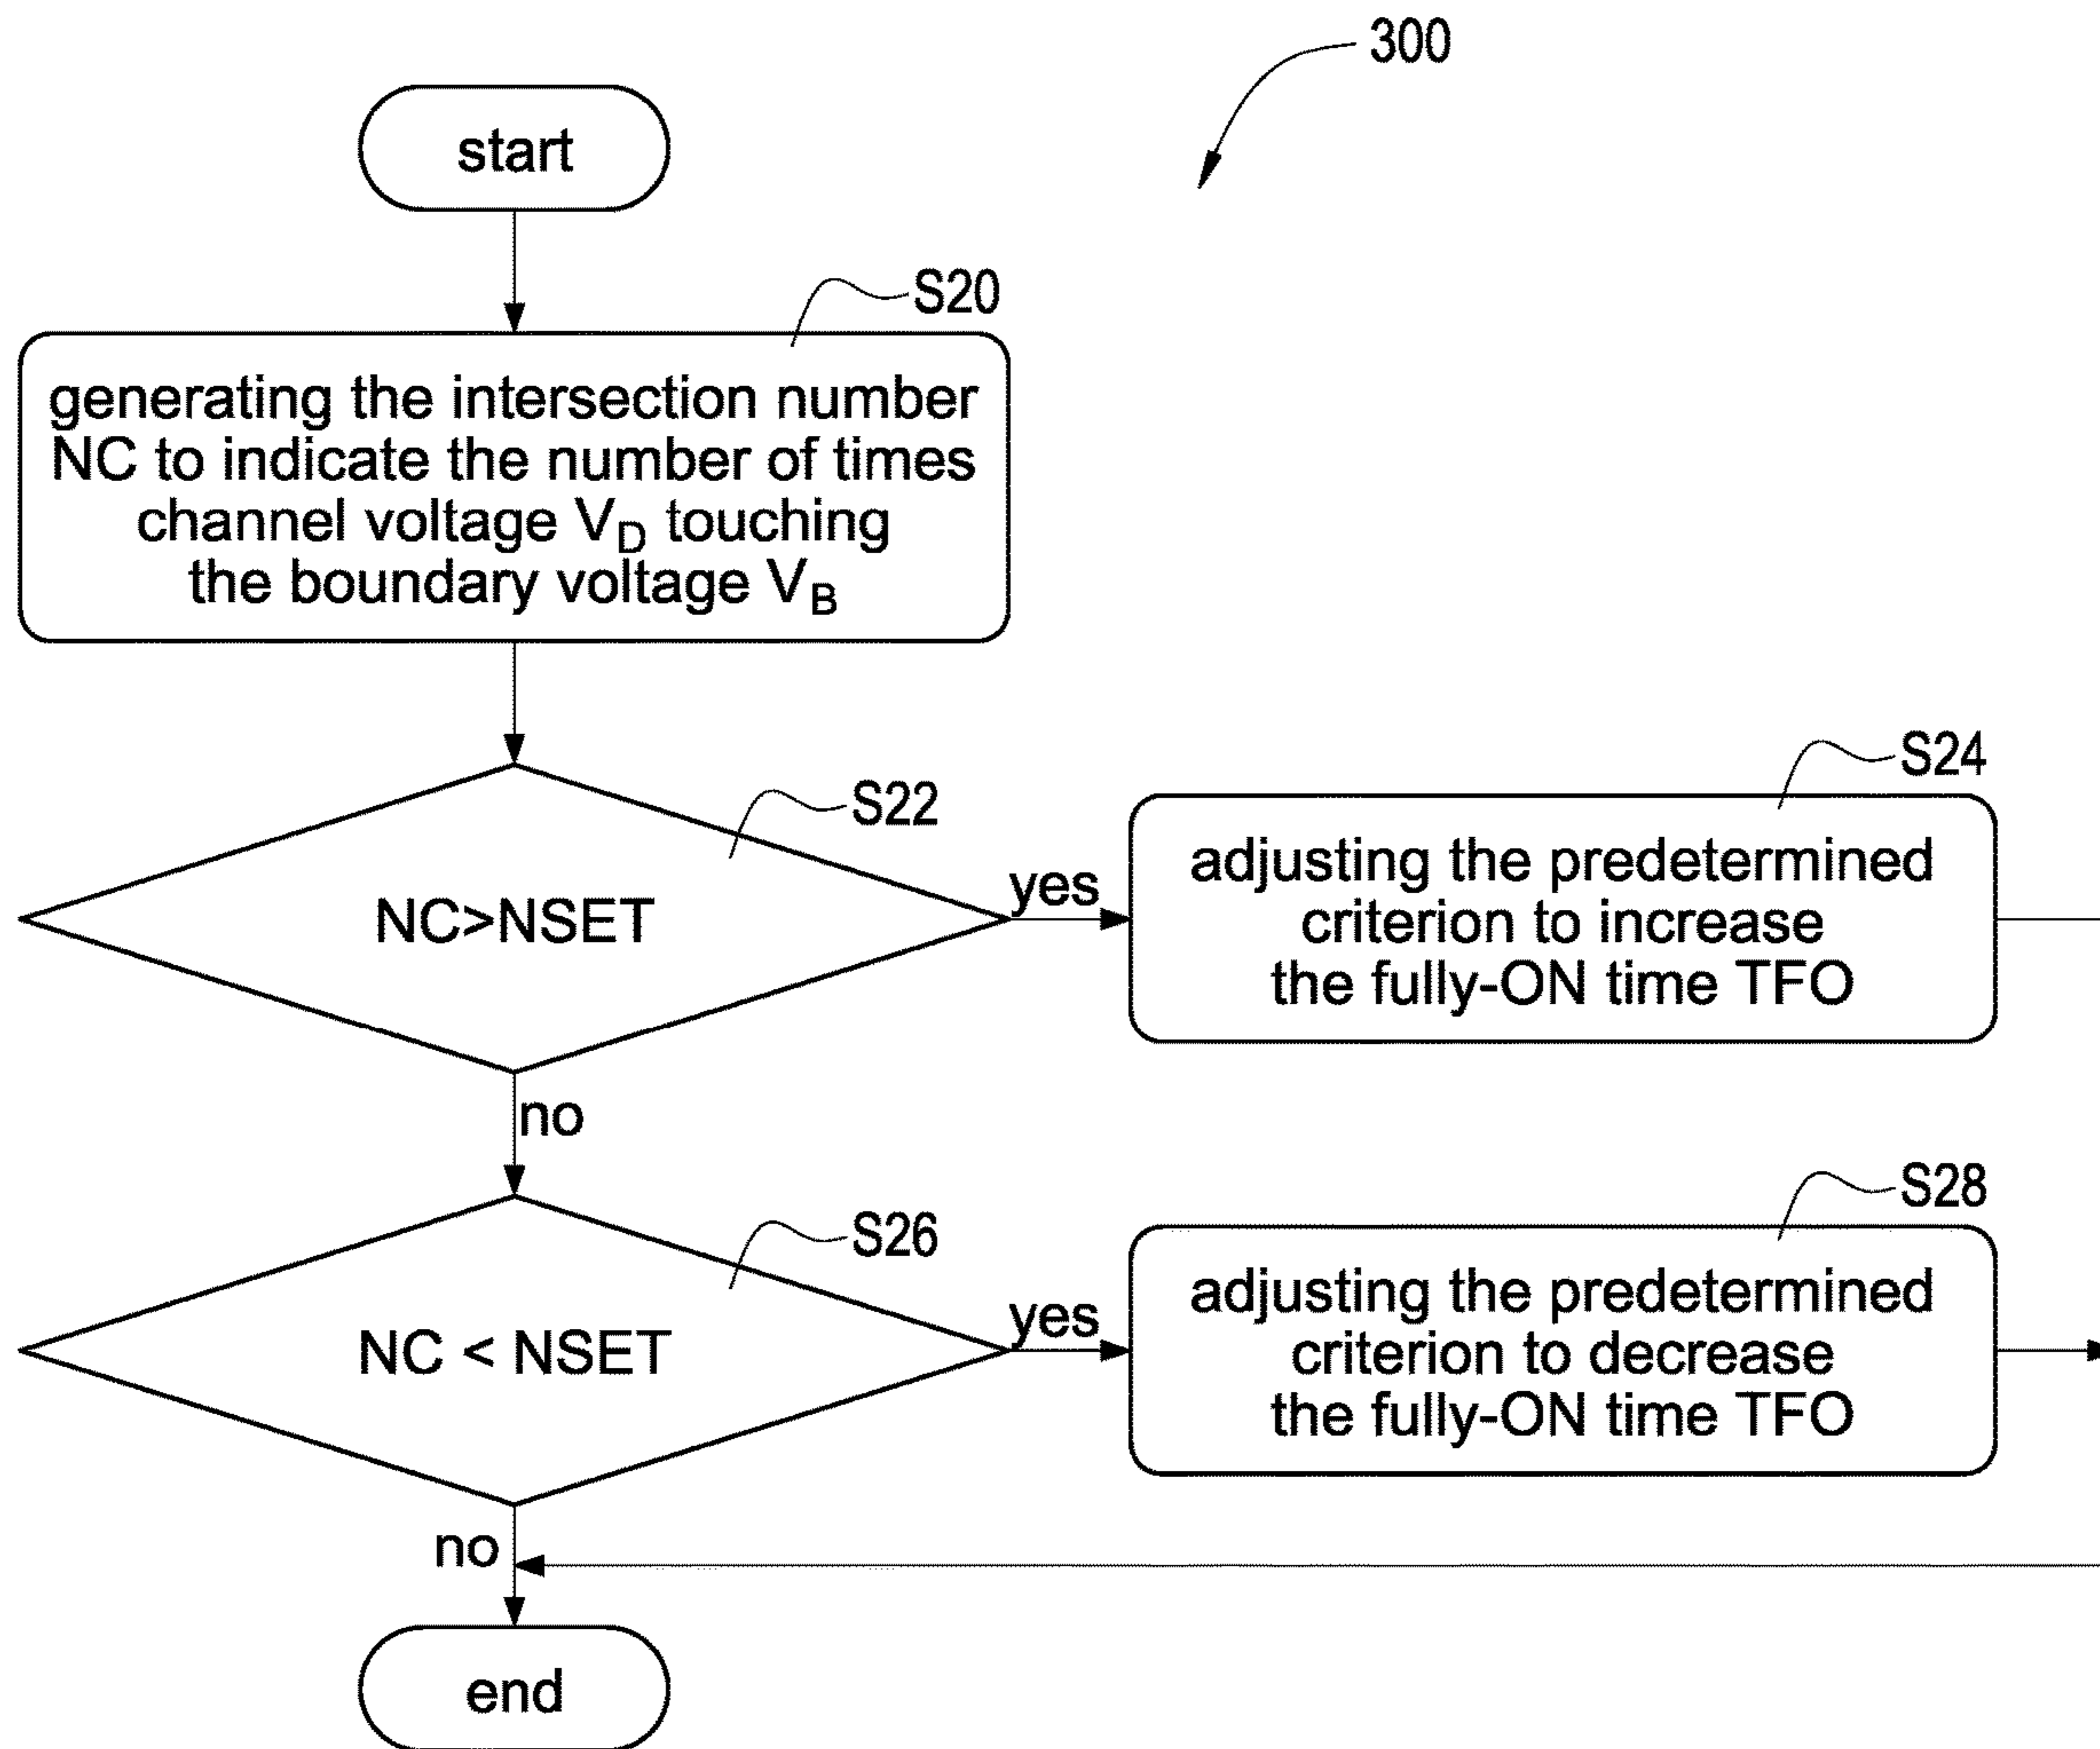 300
start
S20
generating the intersection number
NC to indicate the number of times
channel voltage VD touching
the boundary voltage VB
S22
NC>NSET
yes
S24
adjusting the predetermined
criterion to increase
the fully-ON time TFO
no
S26
NC < NSET
yes
S28
adjusting the predetermined
criterion to decrease
the fully-ON time TFO
no
end